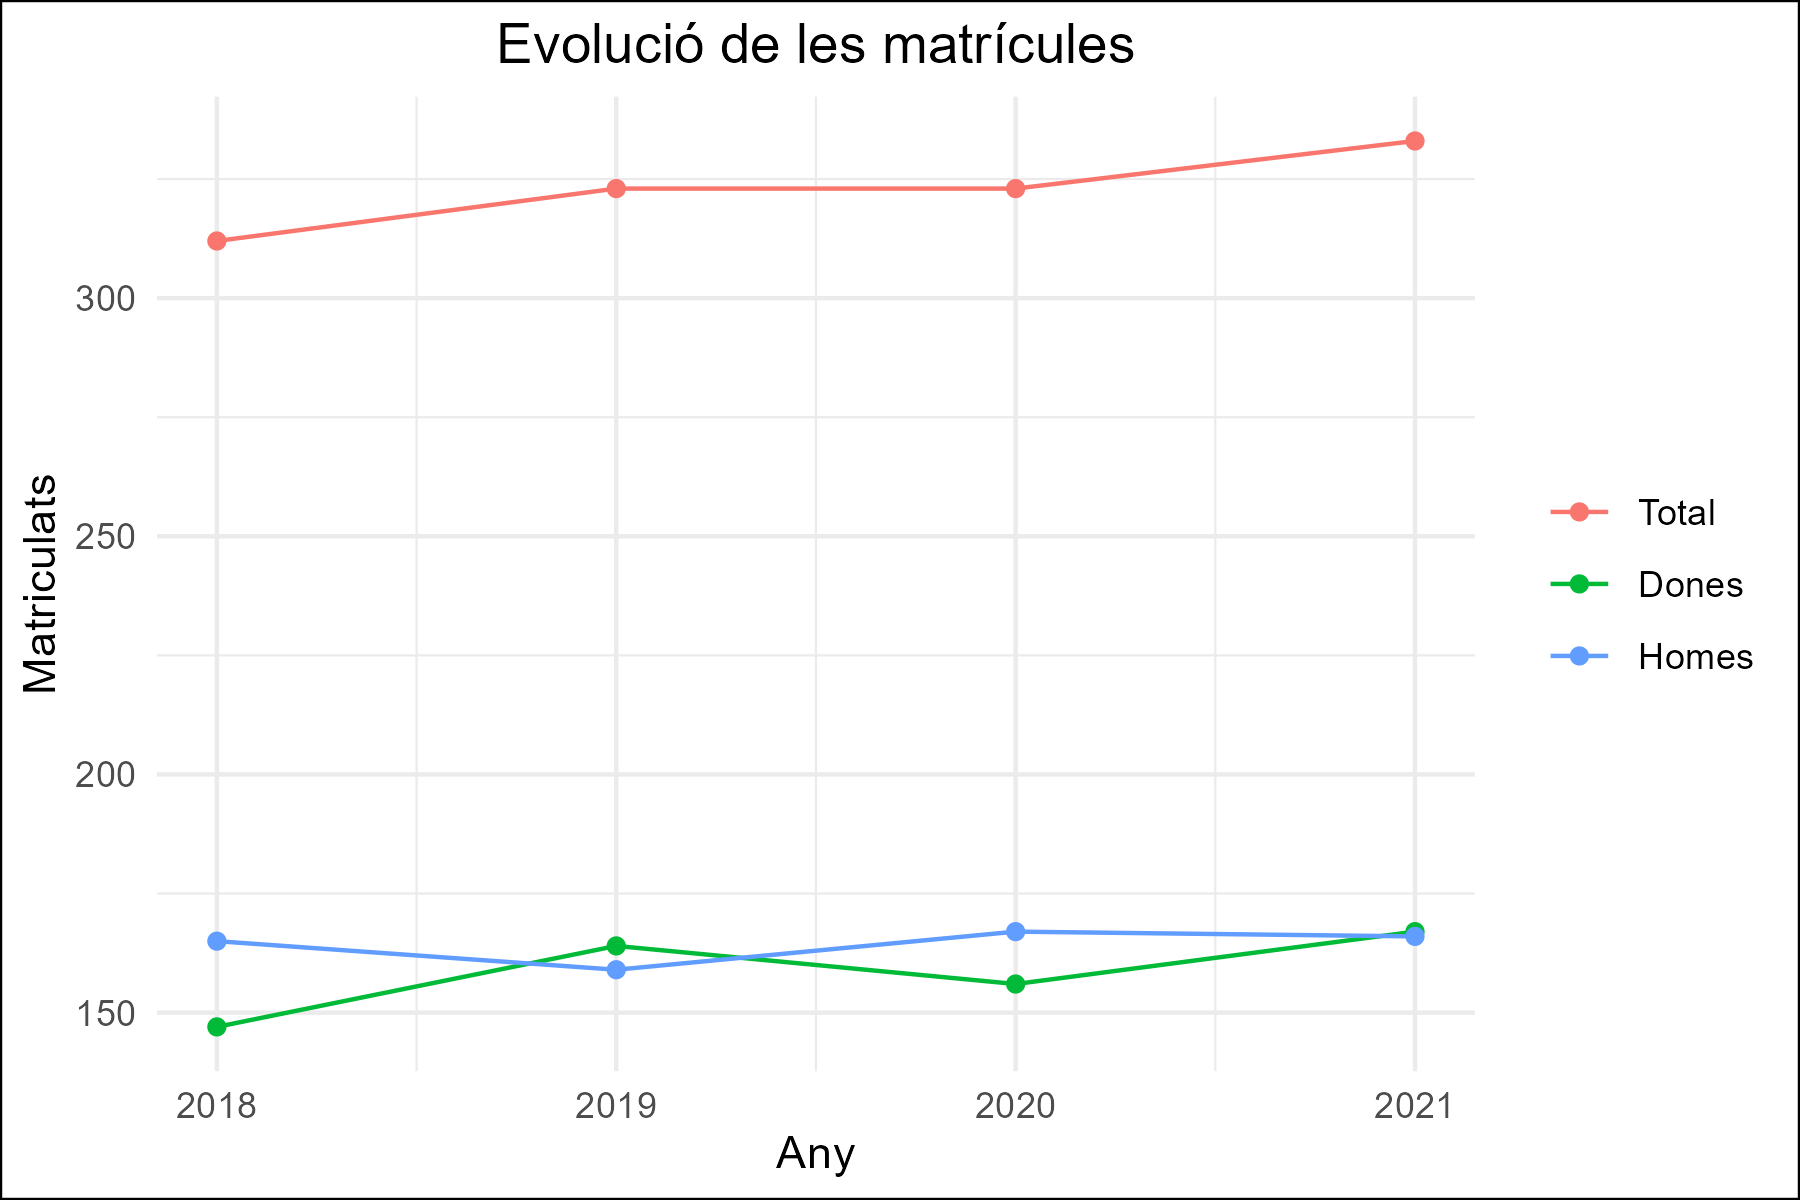 Evolució de les matrícules
Matriculats
300
250
200
150
2018
2019
2020
2021
Any
Total
Dones
Homes